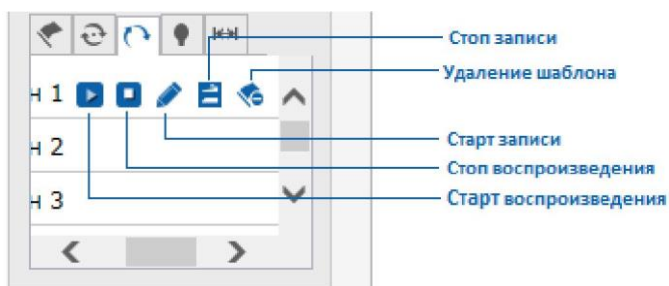 Стоп записи
Удаление шаблона
н 1
Старт записи
н 2
Стоп воспроизведения
Старт воспроизведения
н 3